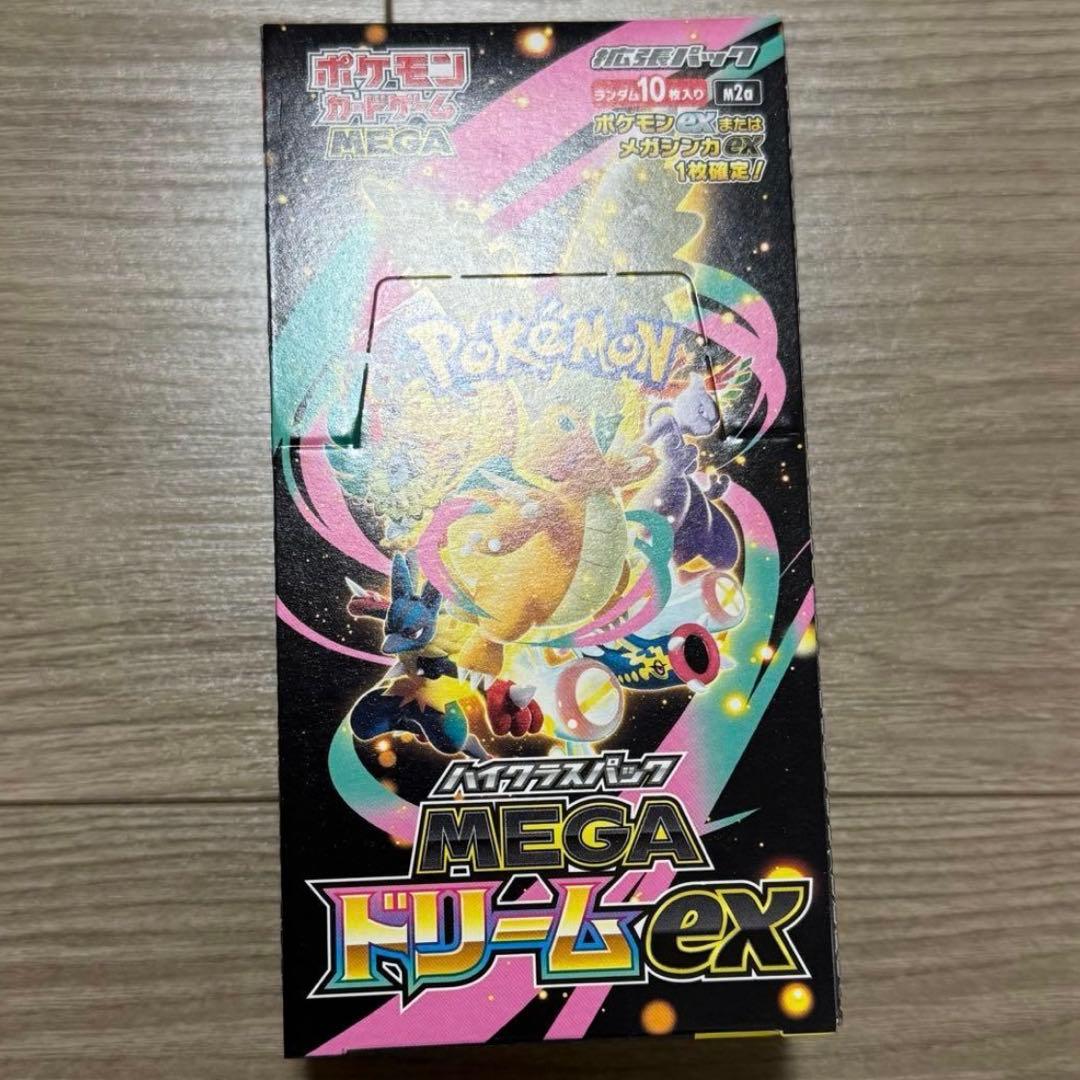 ポケモン
カードゲーム
MEGA
拡張パック
ランダム10枚入り M2a
ポケモンexまたは
メガシンカex
1枚確定!
POKéMON
ハイクラスパック
MEGA
ドリームex